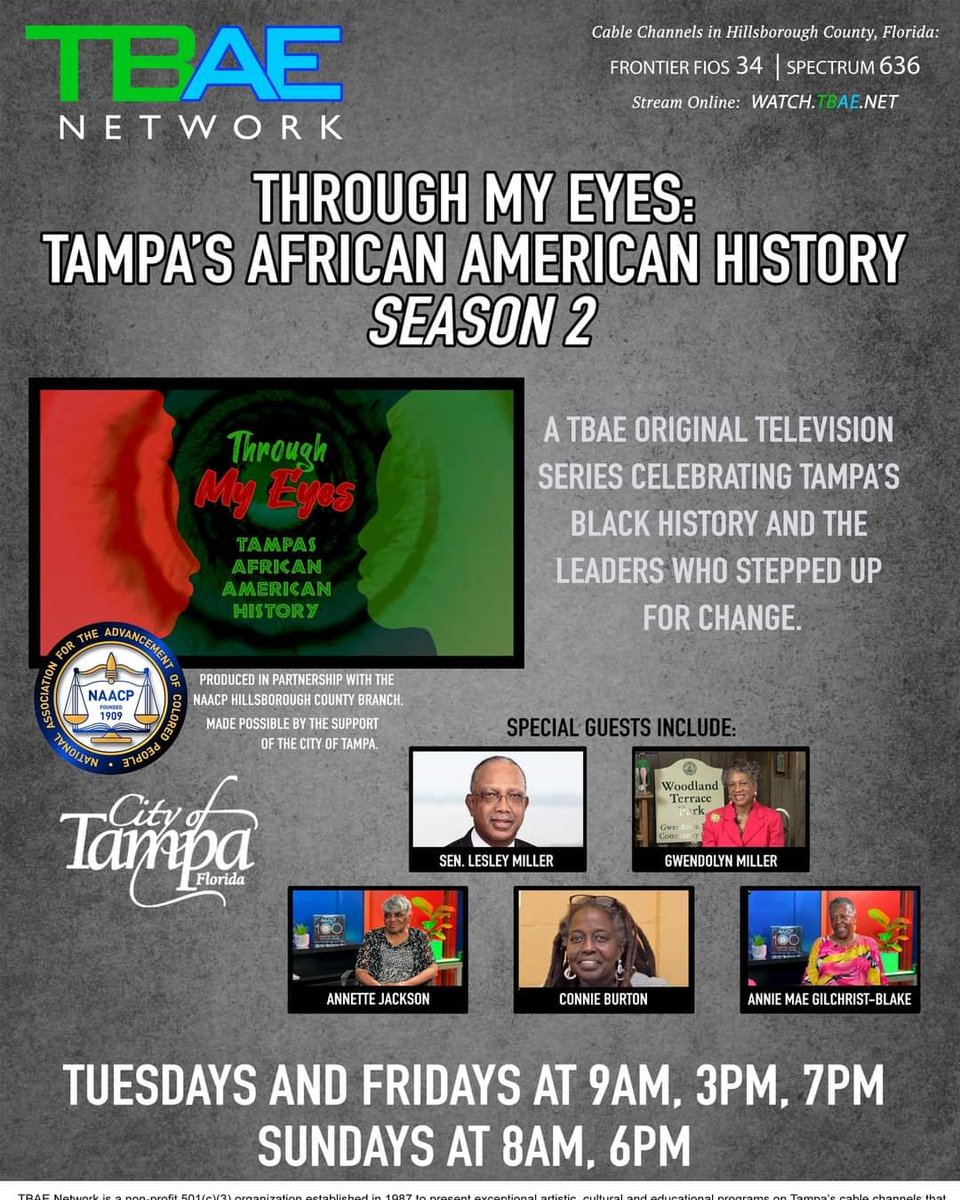 TBAE
NETWORK
Cable Channels in Hillsborough County, Florida:
FRONTIER FIOS 34 | SPECTRUM 636
Stream Online: WATCH.TBAE.NET
THROUGH MY EYES:
TAMPA'S AFRICAN AMERICAN HISTORY
SEASON 2
Through
My Eyes
TAMPAS
AFRICAN
AMERICAN
HISTORY
A TBAE ORIGINAL TELEVISION
SERIES CELEBRATING TAMPA'S
BLACK HISTORY AND THE
LEADERS WHO STEPPED UP
FOR CHANGE.
NATIONAL ASSOCIATION FOR THE ADVANCEMENT OF COLORED PEOPLE
NAACP
FOUNDED
1909
PRODUCED IN PARTNERSHIP WITH THE
NAACP HILLSBOROUGH COUNTY BRANCH.
MADE POSSIBLE BY THE SUPPORT
OF THE CITY OF TAMPA.
City of
Tampa
Florida
SPECIAL GUESTS INCLUDE:
SEN. LESLEY MILLER
Woodland
Terrace
Park
GWENDOLYN MILLER
NAACP
100
ANNETTE JACKSON
CONNIE BURTON
NAACP
100
ANNIE MAE GILCHRIST-BLAKE
TUESDAYS AND FRIDAYS AT 9AM, 3PM, 7PM
SUNDAYS AT 8AM, 6PM
TBAE Network is a non-profit 501(c)(3) organization established in 1987 to present exceptional artistic, cultural and educational programs on Tampa's cable channels that